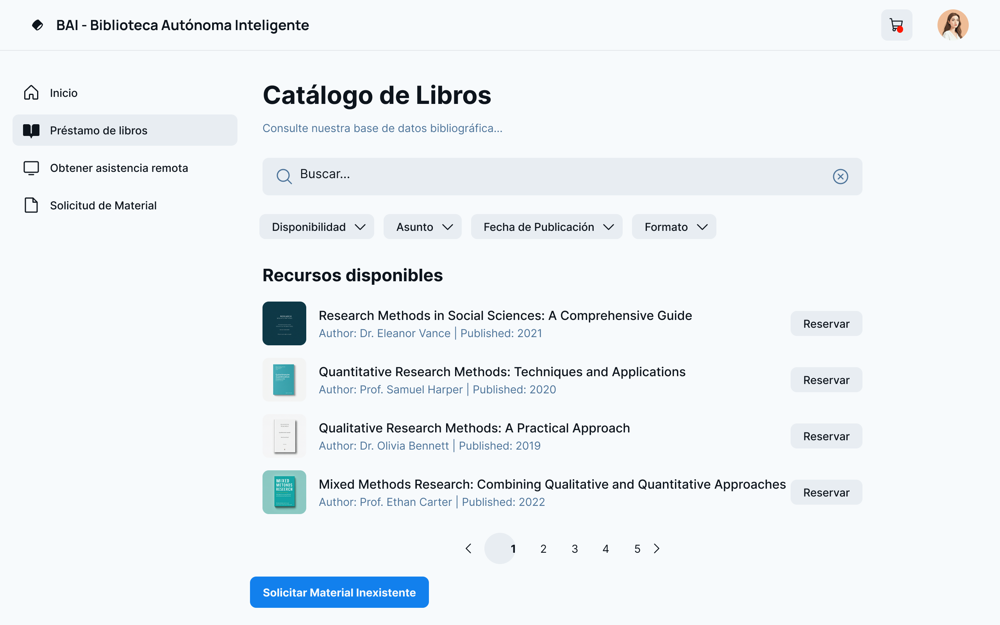 BAI - Biblioteca Autónoma Inteligente
Inicio
Préstamo de libros
Obtener asistencia remota
Solicitud de Material
Catálogo de Libros
Consulte nuestra base de datos bibliográfica...
Buscar...
Disponibilidad
Asunto
Fecha de Publicación
Formato
Recursos disponibles
RESEARCH
Research Methods in Social Sciences: A Comprehensive Guide
Author: Dr. Eleanor Vance | Published: 2021
Reservar
Quantitative Research Methods: Techniques and Applications
Author: Prof. Samuel Harper | Published: 2020
Reservar
Qualitative Research Methods: A Practical Approach
Author: Dr. Olivia Bennett | Published: 2019
Reservar
MIXED
METONDS
RESEERCH
Mixed Methods Research: Combining Qualitative and Quantitative Approaches
Author: Prof. Ethan Carter | Published: 2022
Reservar
1 2 3 4 5
Solicitar Material Inexistente